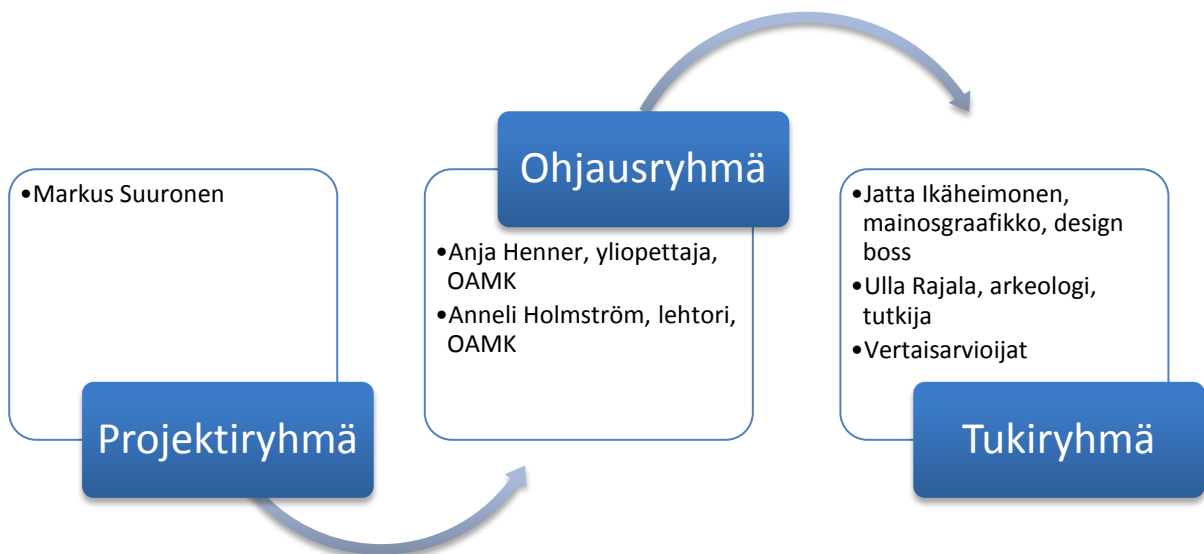 •Markus Suuronen
Projektiryhmä
Ohjausryhmä
•Anja Henner, yliopettaja,
OAMK
•Anneli Holmström, lehtori,
OAMK
•Jatta Ikäheimonen,
mainosgraafikko, design
boss
•Ulla Rajala, arkeologi,
tutkija
•Vertaisarvioijat
Tukiryhmä